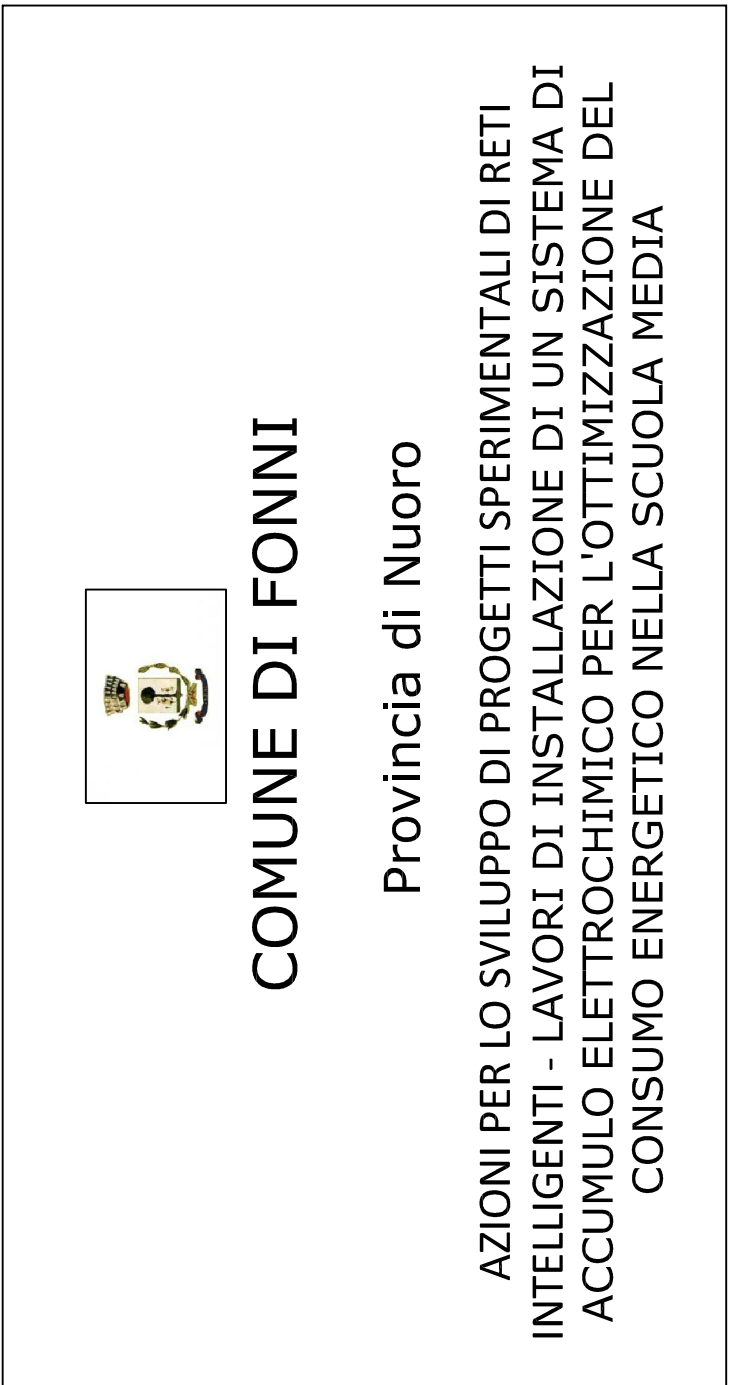 COMUNE DI FONNI
Provincia di Nuoro
AZIONI PER LO SVILUPPO DI PROGETTI SPERIMENTALI DI RETI
INTELLIGENTI - LAVORI DI INSTALLAZIONE DI UN SISTEMA DI
ACCUMULO ELETTROCHIMICO PER L'OTTIMIZZAZIONE DEL
CONSUMO ENERGETICO NELLA SCUOLA MEDIA